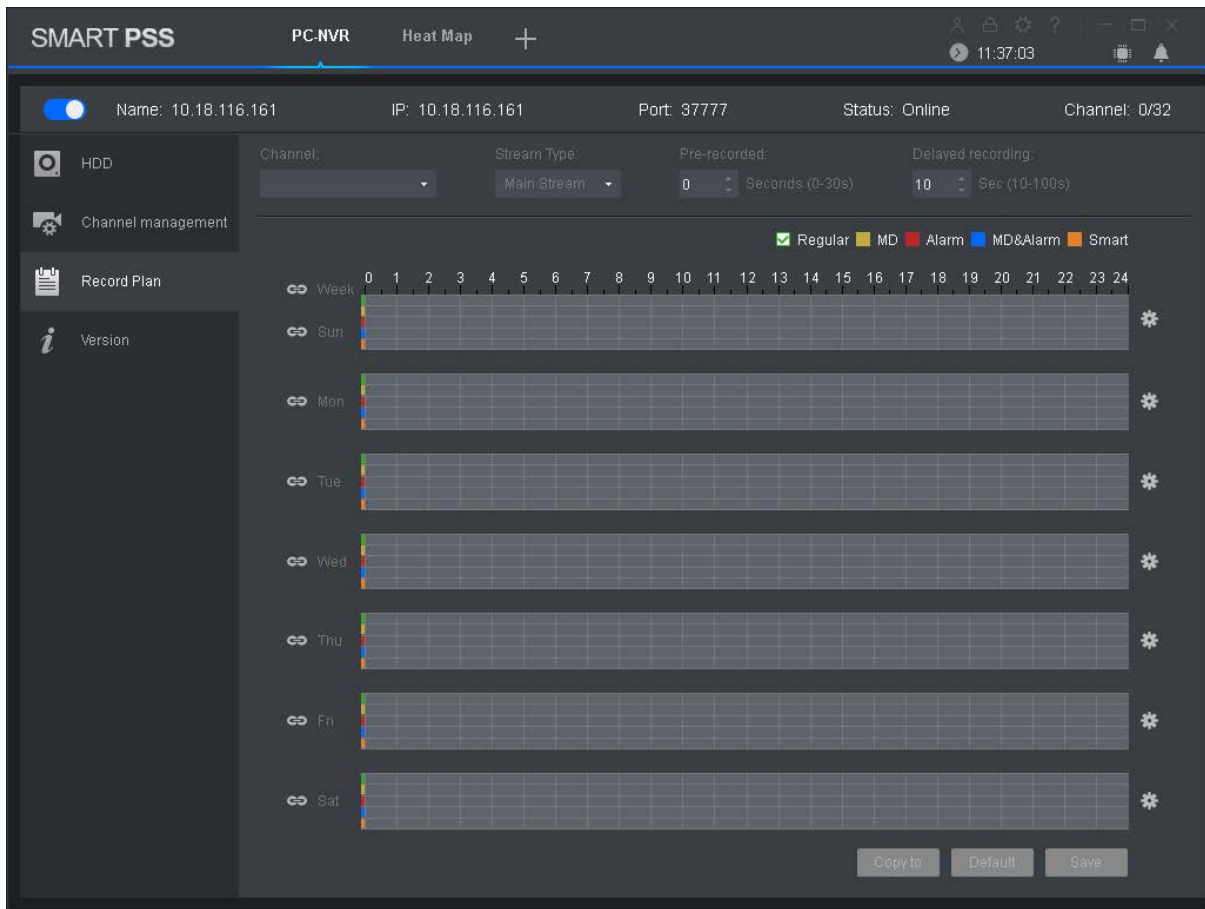 SMART PSS PC-NVR Heat Map ?
11:37:03
Name: 10.18.116.161 IP: 10.18.116.161 Port: 37777 Status: Online Channel: 0/32
HDD
Channel management
Record Plan
Version
Channel: Stream Type: Pre-recorded: Delayed recording:
Main Stream 0 Seconds (0-30s) 10 Sec (10-100s)
Regular MD Alarm MD&Alarm Smart
Week 0 1 2 3 4 5 6 7 8 9 10 11 12 13 14 15 16 17 18 19 20 21 22 23 24
Sun
Mon
Tue
Wed
Thu
Fri
Sat
Copy to Default Save